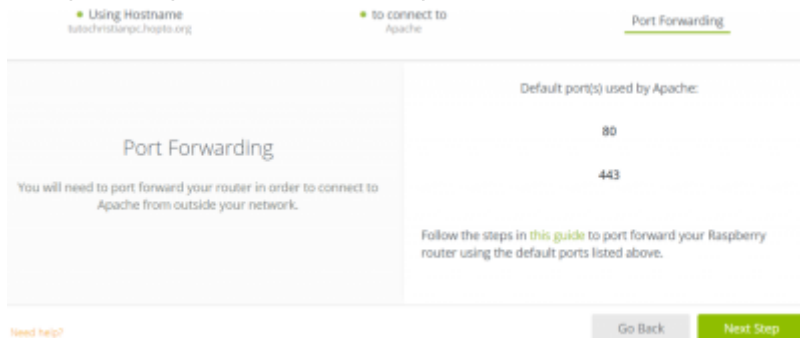 Using Hostname
tutochristianpc.hopto.org
to connect to
Apache
Port Forwarding
Port Forwarding
You will need to port forward your router in order to connect to
Apache from outside your network.
Default port(s) used by Apache:
80
443
Follow the steps in this guide to port forward your Raspberry
router using the default ports listed above.
Need help?
Go Back
Next Step